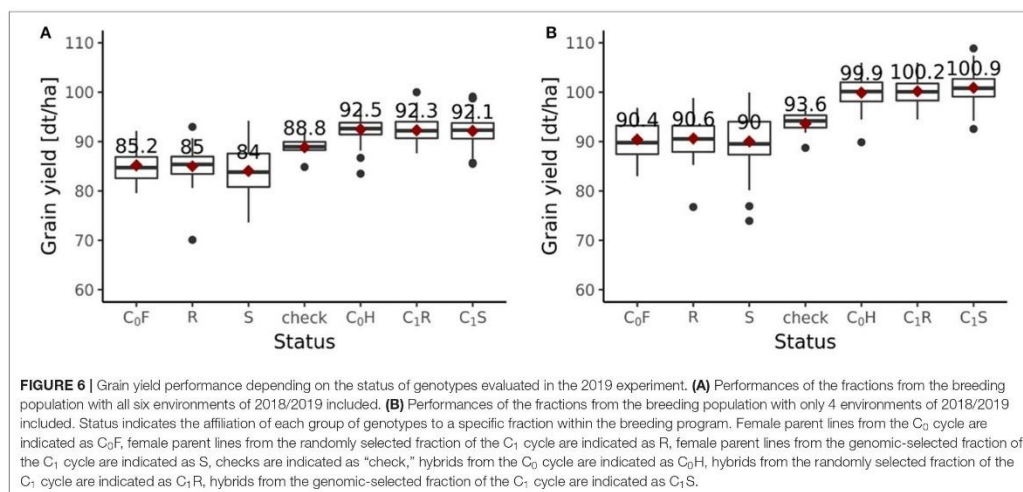 A
B
110
100
90
80
70
60
Grain yield [dt/ha]
85.2
85
84
88.8
92.5
92.3
92.1
C₀F R S check C₀H C₁R C₁S
Status
110
100
90
80
70
60
Grain yield [dt/ha]
90.4
90.6
90
93.6
99.9
100.2
100.9
C₀F R S check C₀H C₁R C₁S
Status
FIGURE 6 | Grain yield performance depending on the status of genotypes evaluated in the 2019 experiment. (A) Performances of the fractions from the breeding
population with all six environments of 2018/2019 included. (B) Performances of the fractions from the breeding population with only 4 environments of 2018/2019
included. Status indicates the affiliation of each group of genotypes to a specific fraction within the breeding program. Female parent lines from the C₀ cycle are
indicated as C₀F, female parent lines from the randomly selected fraction of the C₁ cycle are indicated as R, female parent lines from the genomic-selected fraction of
the C₁ cycle are indicated as S, checks are indicated as “check,” hybrids from the C₀ cycle are indicated as C₀H, hybrids from the randomly selected fraction of the
C₁ cycle are indicated as C₁R, hybrids from the genomic-selected fraction of the C₁ cycle are indicated as C₁S.